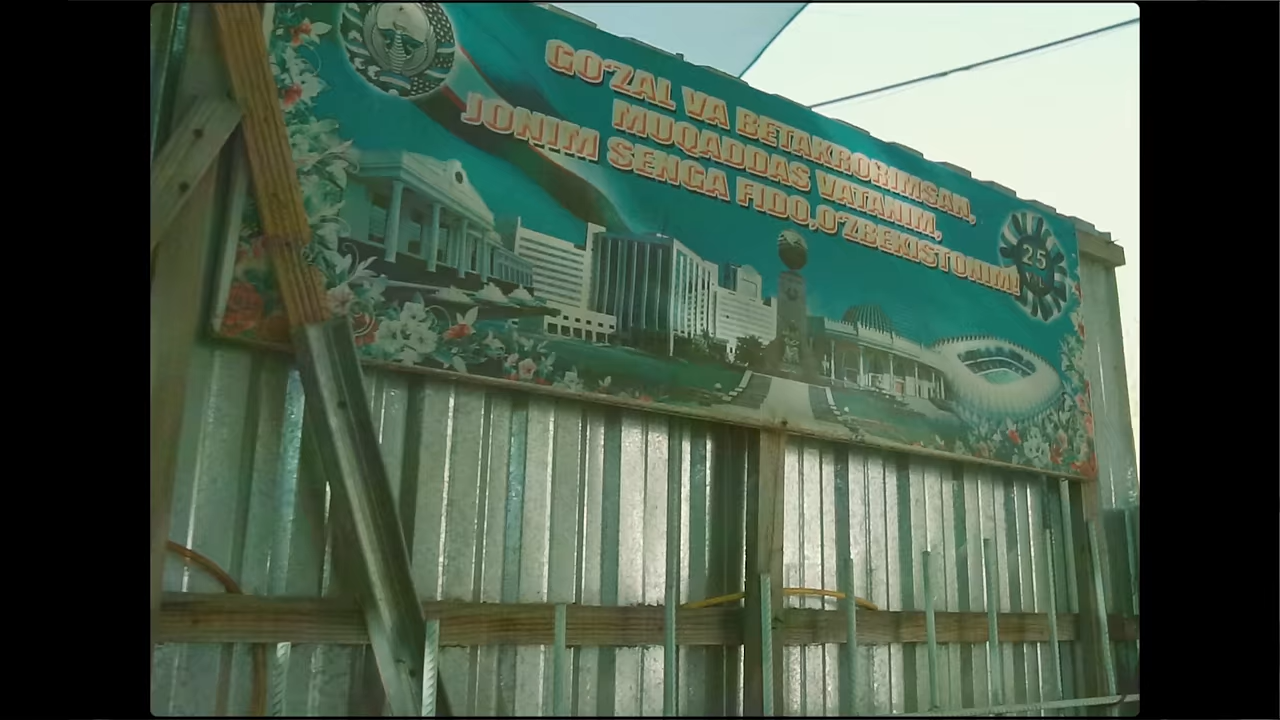 GO'ZAL VA BETAKRORIMSAN,
MUQADDAS VATANIM,
JONIM SENGA FIDO,O'ZBEKISTONIM!
25